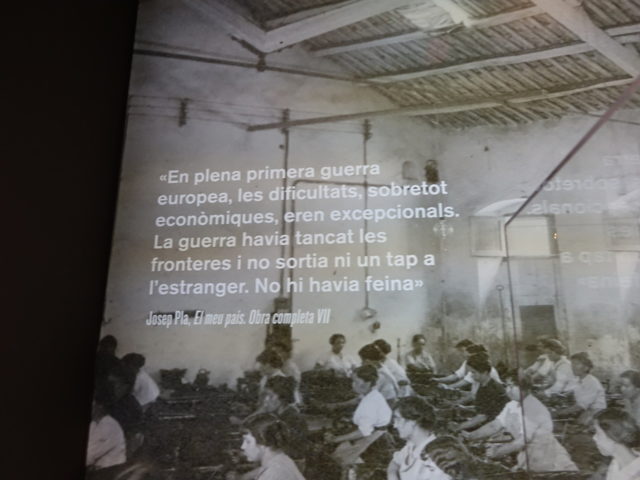 «En plena primera guerra
europea, les dificultats, sobretot
econòmiques, eren excepcionals.
La guerra havia tancat les
fronteres i no sortia ni un tap a
l'estranger. No hi havia feina»
Josep Pla, El meu país. Obra completa VII